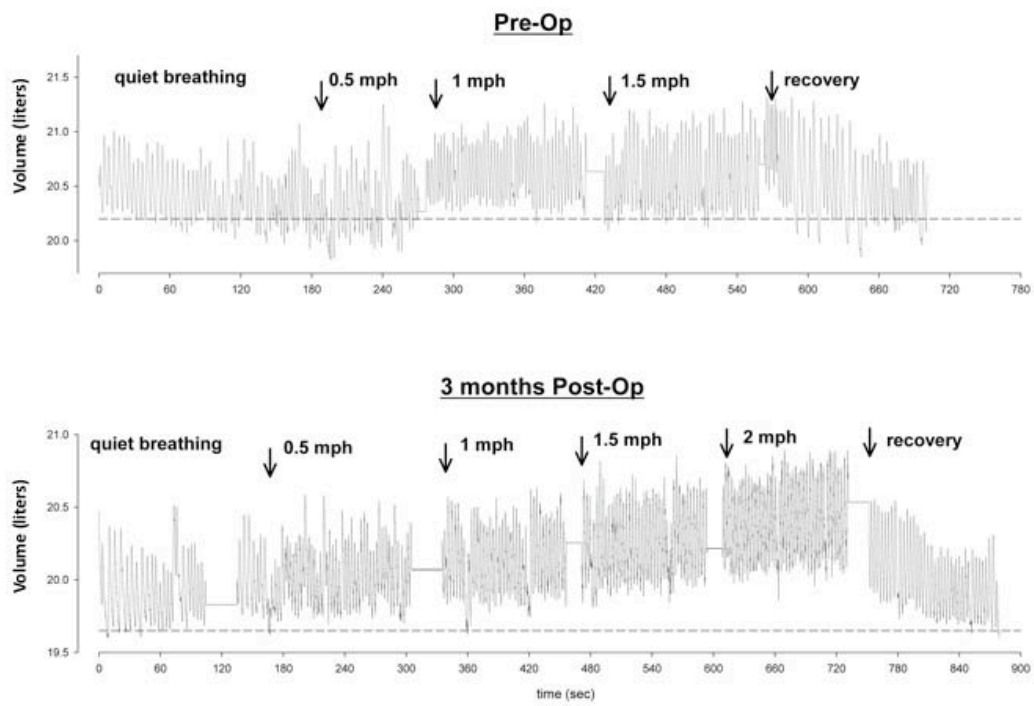 Pre-Op
quiet breathing
0.5 mph
1 mph
1.5 mph
recovery
Volume (liters)
21.5
21.0
20.5
20.0
0 60 120 180 240 300 360 420 480 540 600 660 720 780
3 months Post-Op
quiet breathing
0.5 mph
1 mph
1.5 mph
2 mph
recovery
Volume (liters)
21.0
20.5
20.0
19.5
0 60 120 180 240 300 360 420 480 540 600 660 720 780 840 900
time (sec)